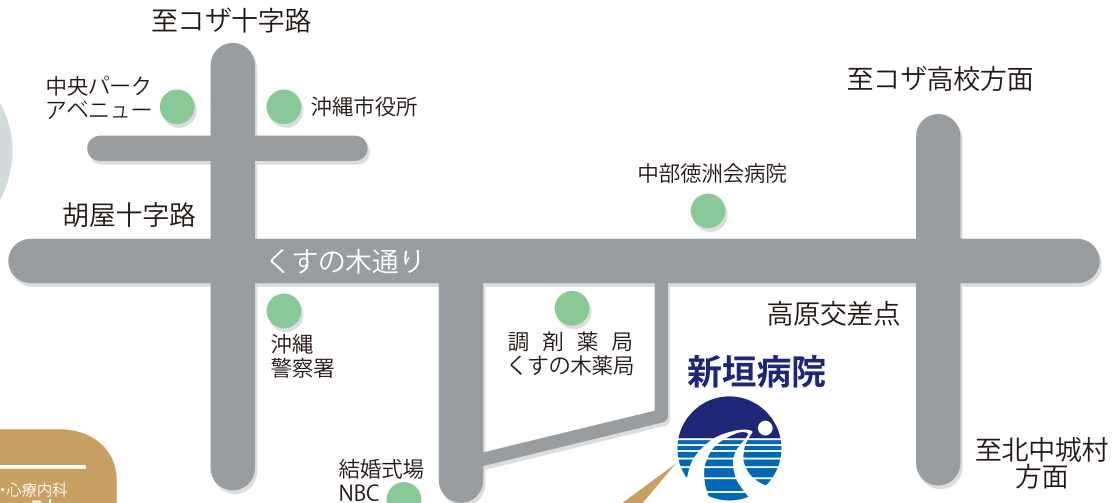 至コザ十字路
中央パーク
アベニュー
沖縄市役所
至コザ高校方面
中部徳洲会病院
胡屋十字路
くすの木通り
高原交差点
沖縄
警察署
調剤薬局
くすの木薬局
新垣病院
至北中城村
方面
結婚式場
NBC
・心療内科